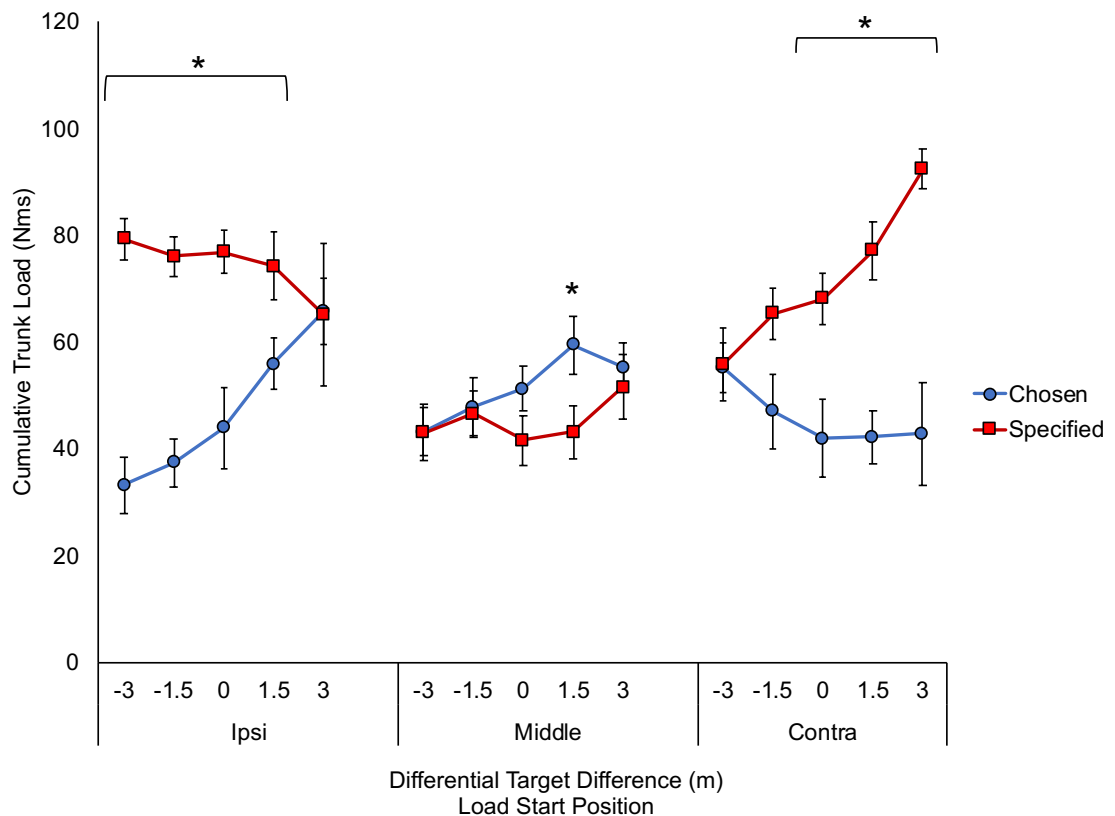 120
100
80
60
40
20
0
Cumulative Trunk Load (Nms)
*
*
*
-3 -1.5 0 1.5 3 -3 -1.5 0 1.5 3 -3 -1.5 0 1.5 3
Ipsi Middle Contra
Differential Target Difference (m)
Load Start Position
Chosen
Specified